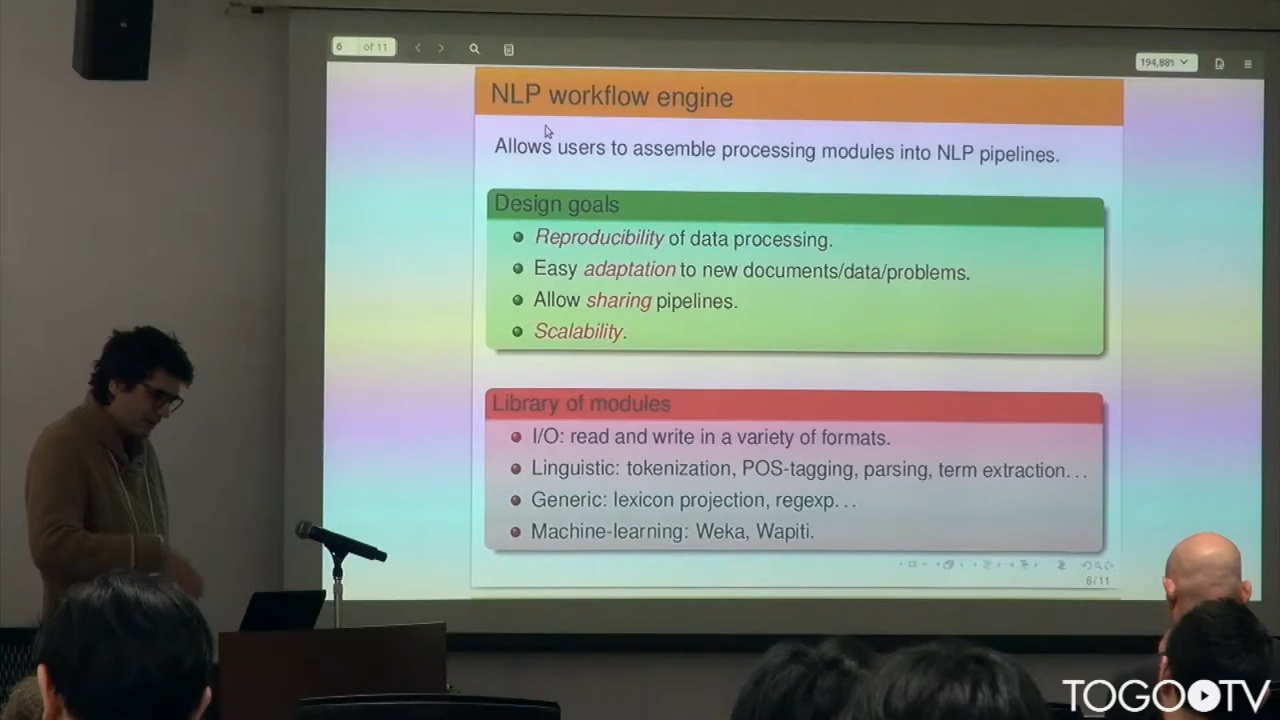 6 of 11
194,88%
NLP workflow engine
Allows users to assemble processing modules into NLP pipelines.
Design goals
Reproducibility of data processing.
Easy adaptation to new documents/data/problems.
Allow sharing pipelines.
Scalability.
Library of modules
I/O: read and write in a variety of formats.
Linguistic: tokenization, POS-tagging, parsing, term extraction...
Generic: lexicon projection, regexp...
Machine-learning: Weka, Wapiti.
6/11
TOGOTV